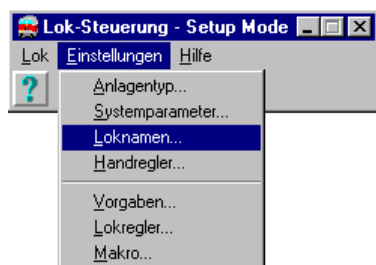 Lok-Steuerung - Setup Mode
Lok Einstellungen Hilfe
?
Anlagentyp...
Systemparameter...
Loknamen...
Handregler...
Vorgaben...
Lokregler...
Makro...